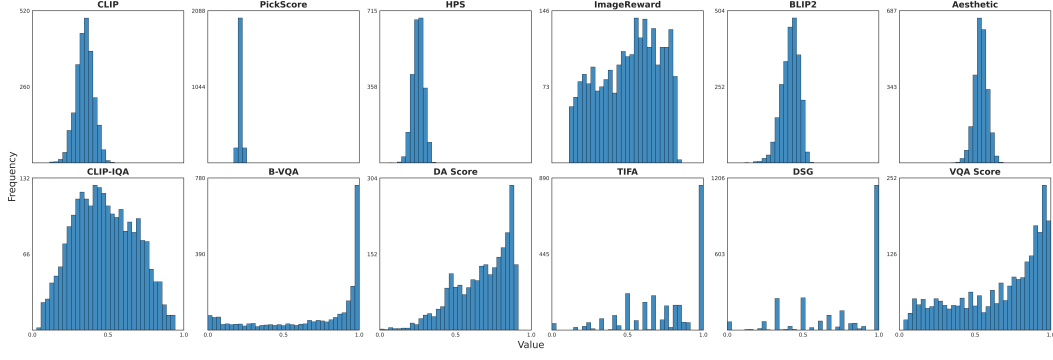 CLIP PickScore HPS ImageReward BLIP2 Aesthetic
520 2088 715 146 504 687
260 1044 358 73 252 343
Frequency
CLIP-IQA B-VQA DA Score TIFA DSG VQA Score
132 780 304 890 1206 252
66 390 152 445 603 126
0.0 0.5 1.0 0.0 0.5 1.0 0.0 0.5 1.0 0.0 0.5 1.0 0.0 0.5 1.0 0.0 0.5 1.0
Value